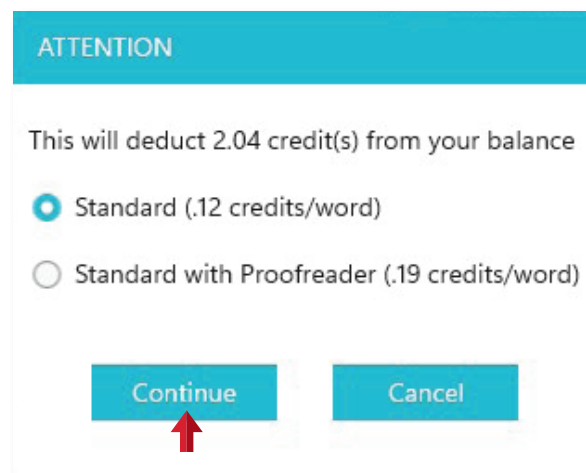 ATTENTION
This will deduct 2.04 credit(s) from your balance
Standard (.12 credits/word)
Standard with Proofreader (.19 credits/word)
Continue
Cancel